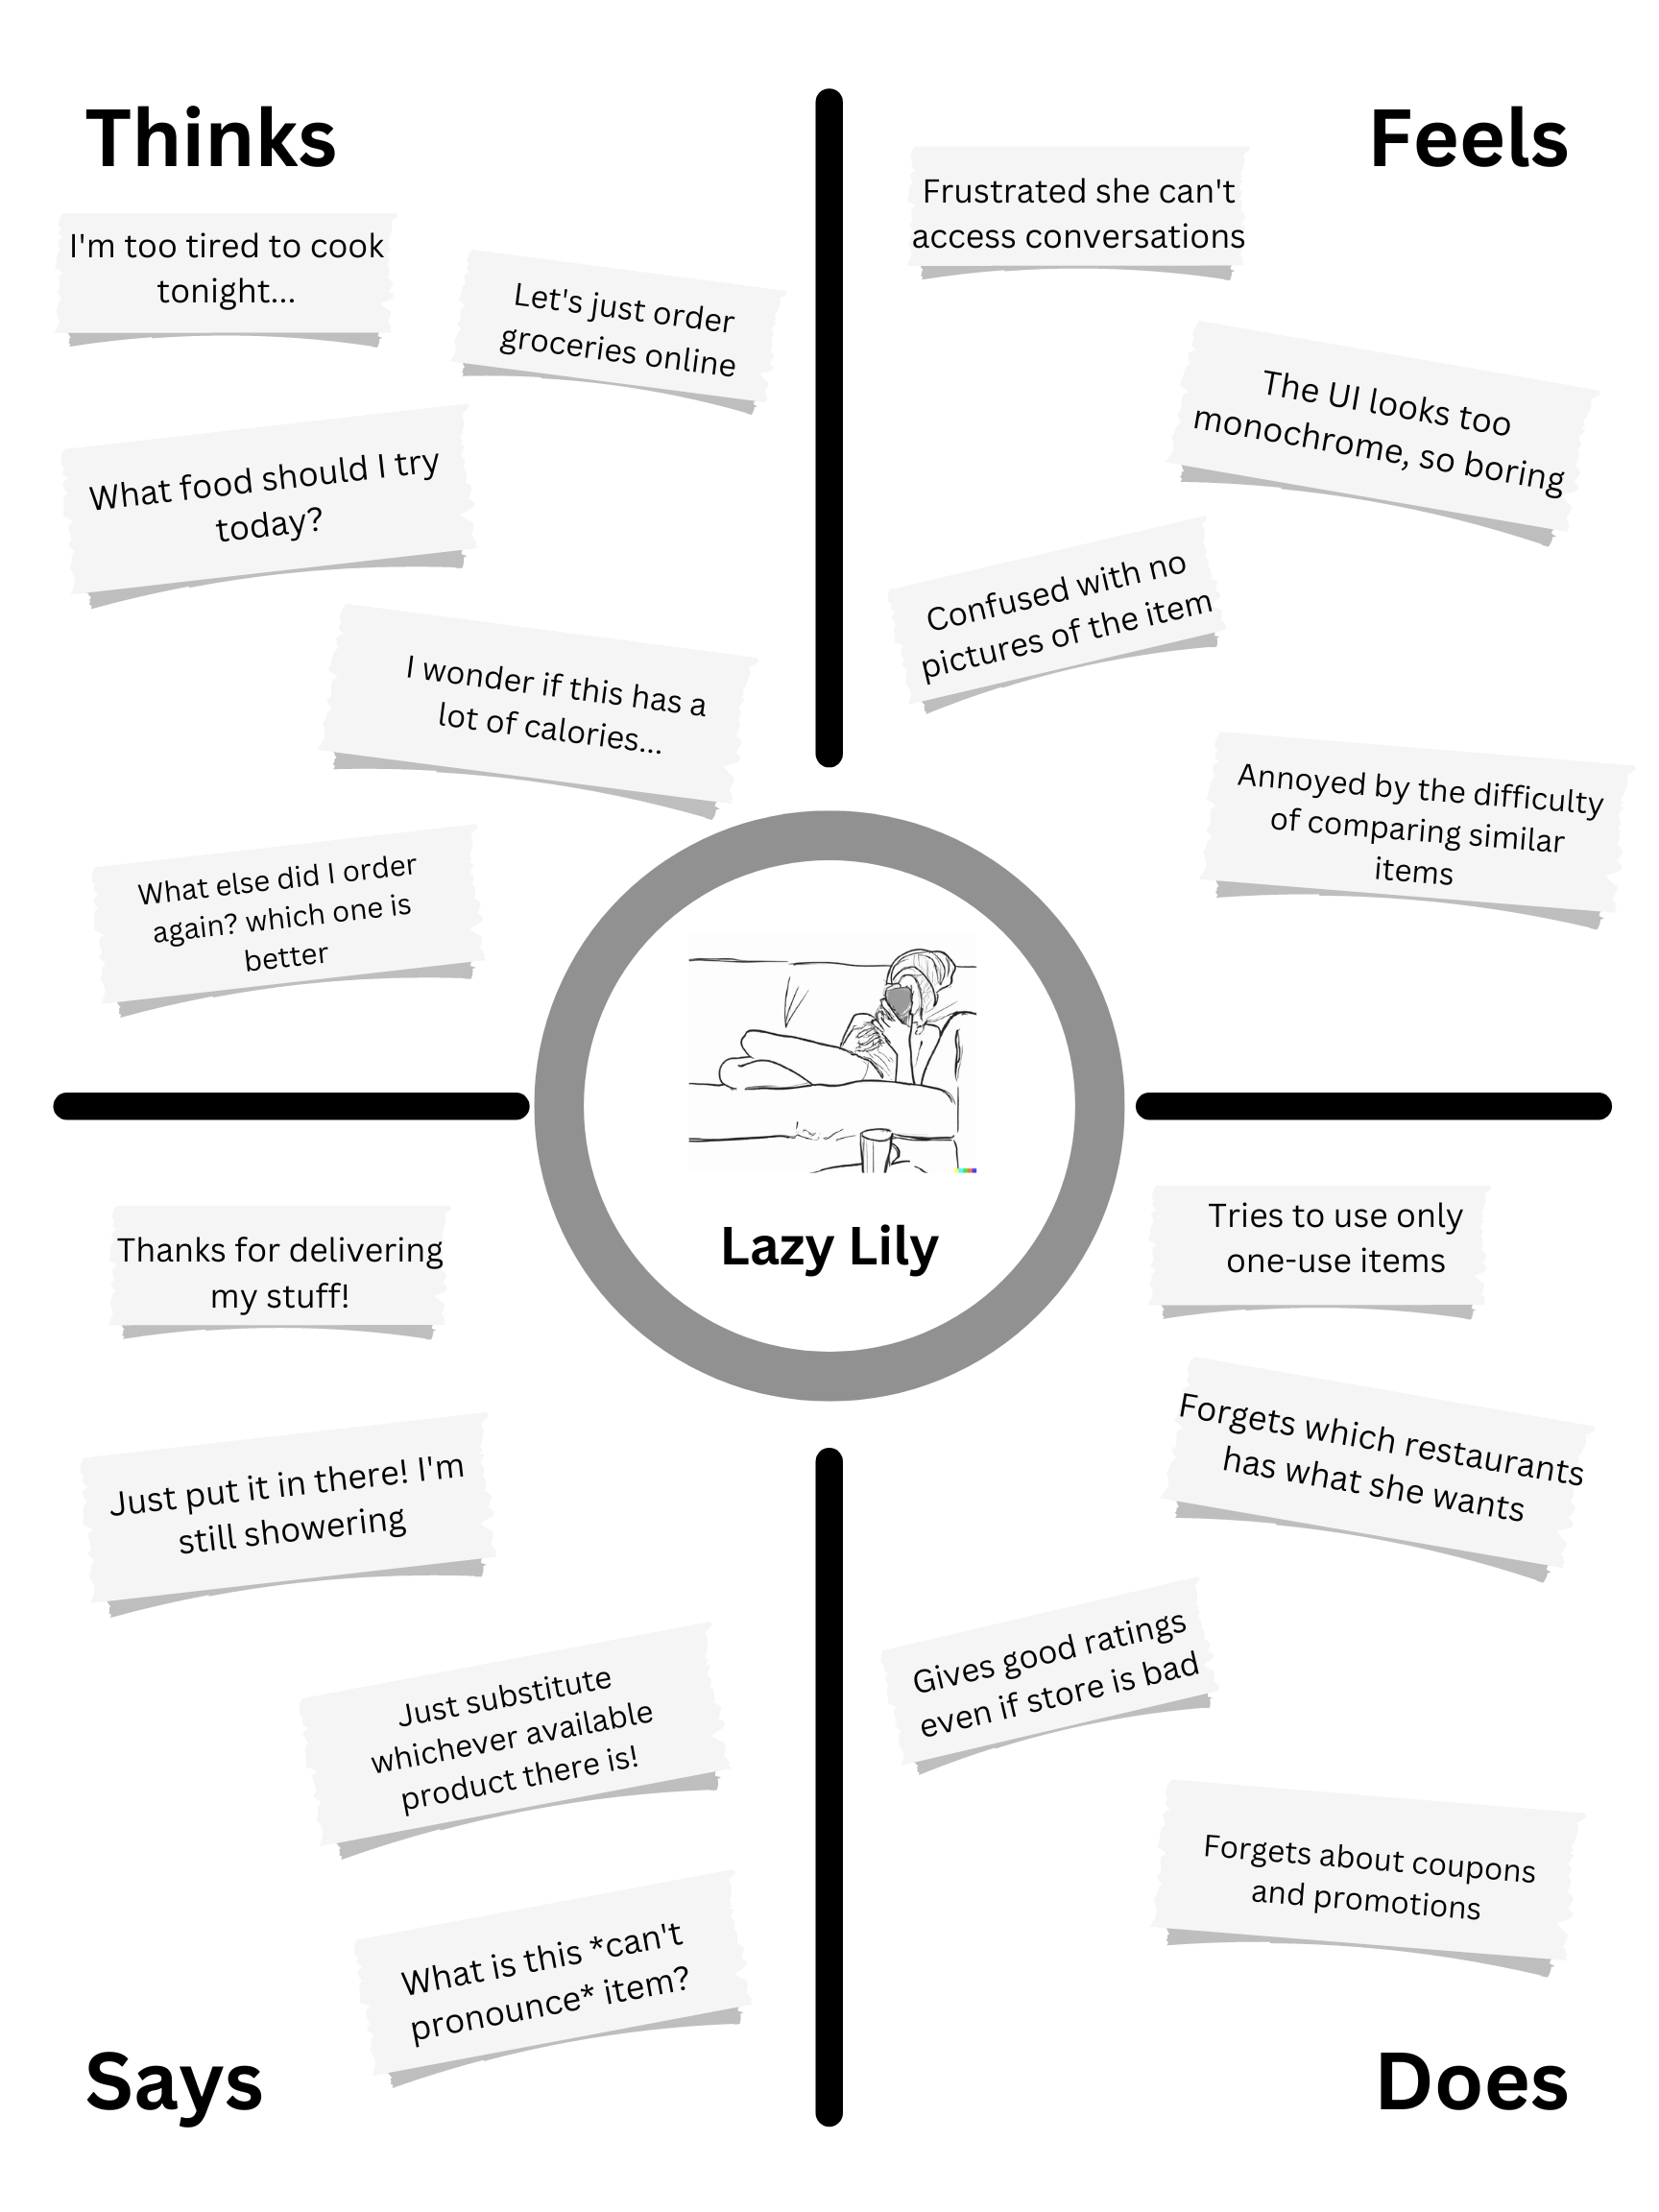 Thinks
I'm too tired to cook
tonight...
Let's just order
groceries online
What food should I try
today?
I wonder if this has a
lot of calories...
What else did I order
again? which one is
better
Feels
Frustrated she can't
access conversations
The UI looks too
monochrome, so boring
Confused with no
pictures of the item
Annoyed by the difficulty
of comparing similar
items
Lazy Lily
Thanks for delivering
my stuff!
Just put it in there! I'm
still showering
Just substitute
whichever available
product there is!
What is this *can't
pronounce* item?
Says
Tries to use only
one-use items
Forgets which restaurants
has what she wants
Gives good ratings
even if store is bad
Forgets about coupons
and promotions
Does